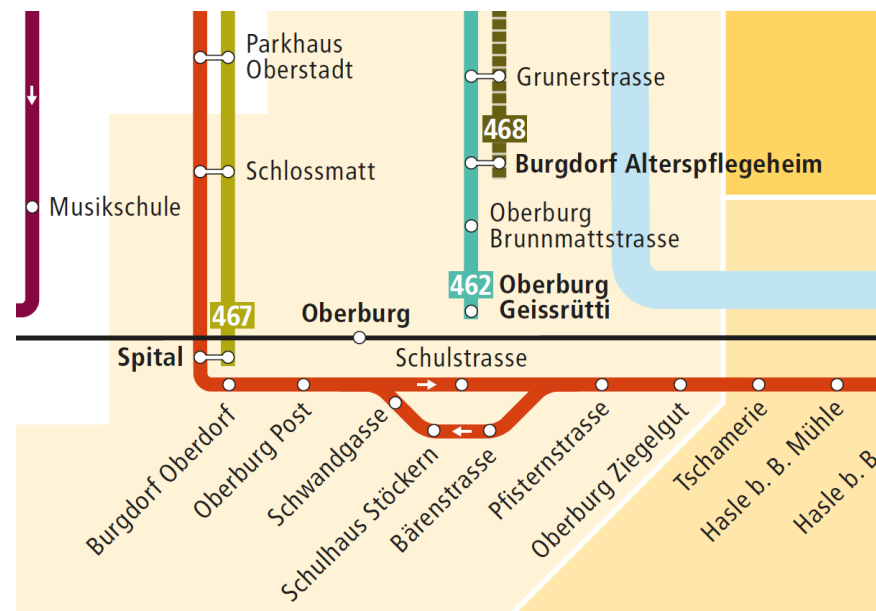 Parkhaus
Oberstadt
Grunerstrasse
468
Burgdorf Alterspflegeheim
Schlossmatt
Musikschule
Oberburg
Brunnmattstrasse
462
Oberburg
Geissrütti
467
Oberburg
Spital
Schulstrasse
Burgdorf Oberdorf
Oberburg Post
Schwandgasse
Schulhaus Stöckern
Bärenstrasse
Pfisternstrasse
Oberburg Ziegelgut
Tschamerie
Hasle b. B. Mühle
Hasle b. B